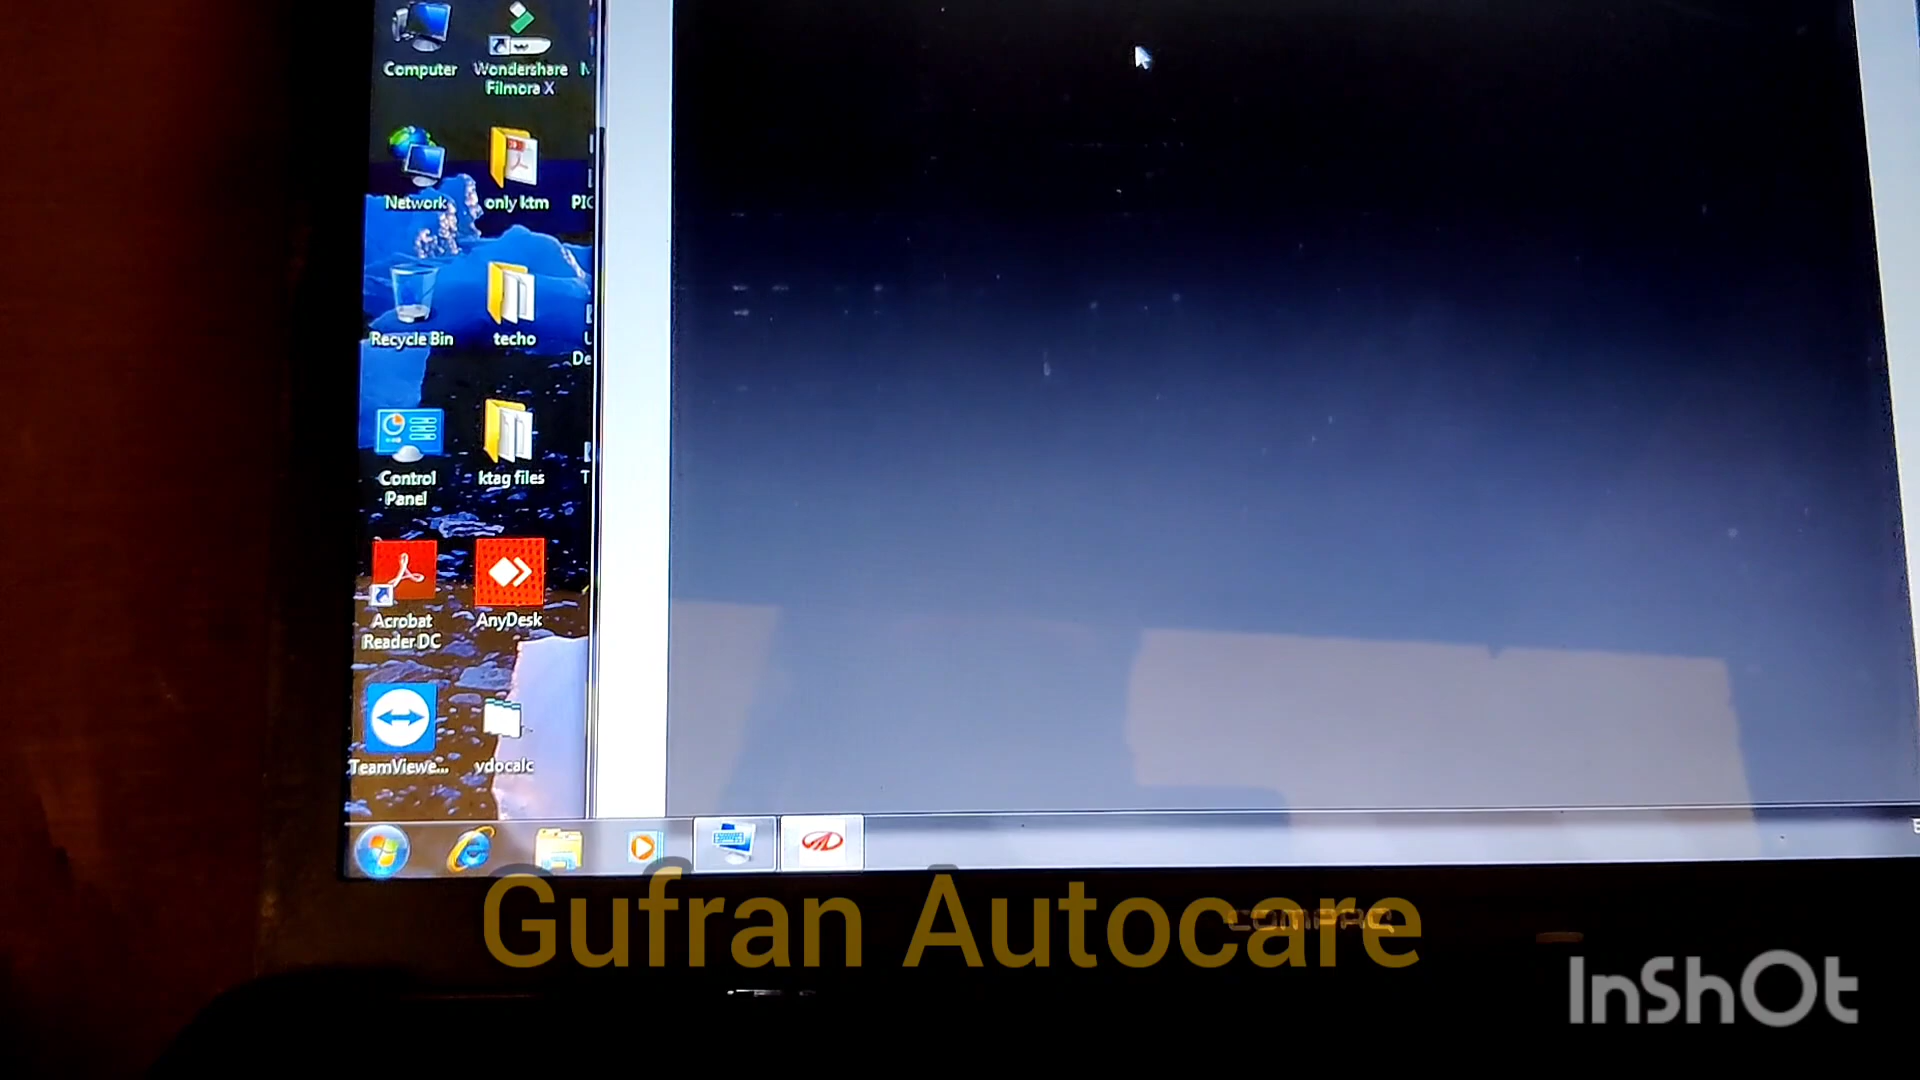 Computer
Wondershare
Filmora X
Network
only ktm
PIC
Recycle Bin
techo
De
Control
Panel
ktag files
Acrobat
Reader DC
AnyDesk
TeamViewe...
ydocalc
Gufran Autocare
COMPAQ
InShOt